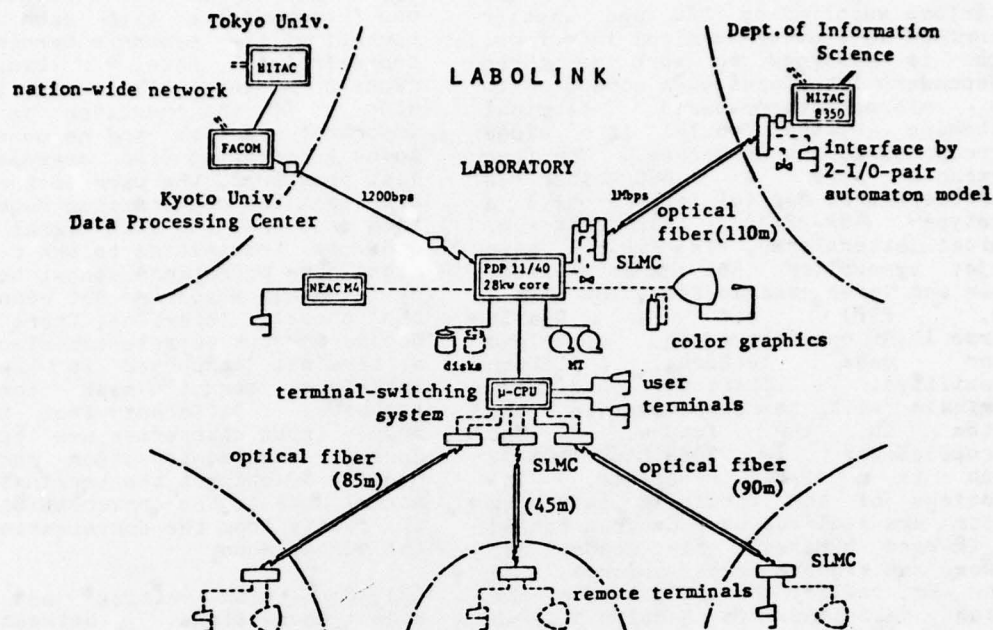 Tokyo Univ.
HITAC
nation-wide network
FACOM
Kyoto Univ.
Data Processing Center
1200bps
LABOLINK
LABORATORY
Dept.of Information
Science
HITAC
8350
interface by
2-I/O-pair
automaton model
1Mbps
optical
fiber(110m)
SLMC
NEAC M4
PDP 11/40
28kw core
color graphics
disks
MT
terminal-switching
system
μ-CPU
user
terminals
optical fiber
(85m)
SLMC
(45m)
optical fiber
(90m)
SLMC
remote terminals